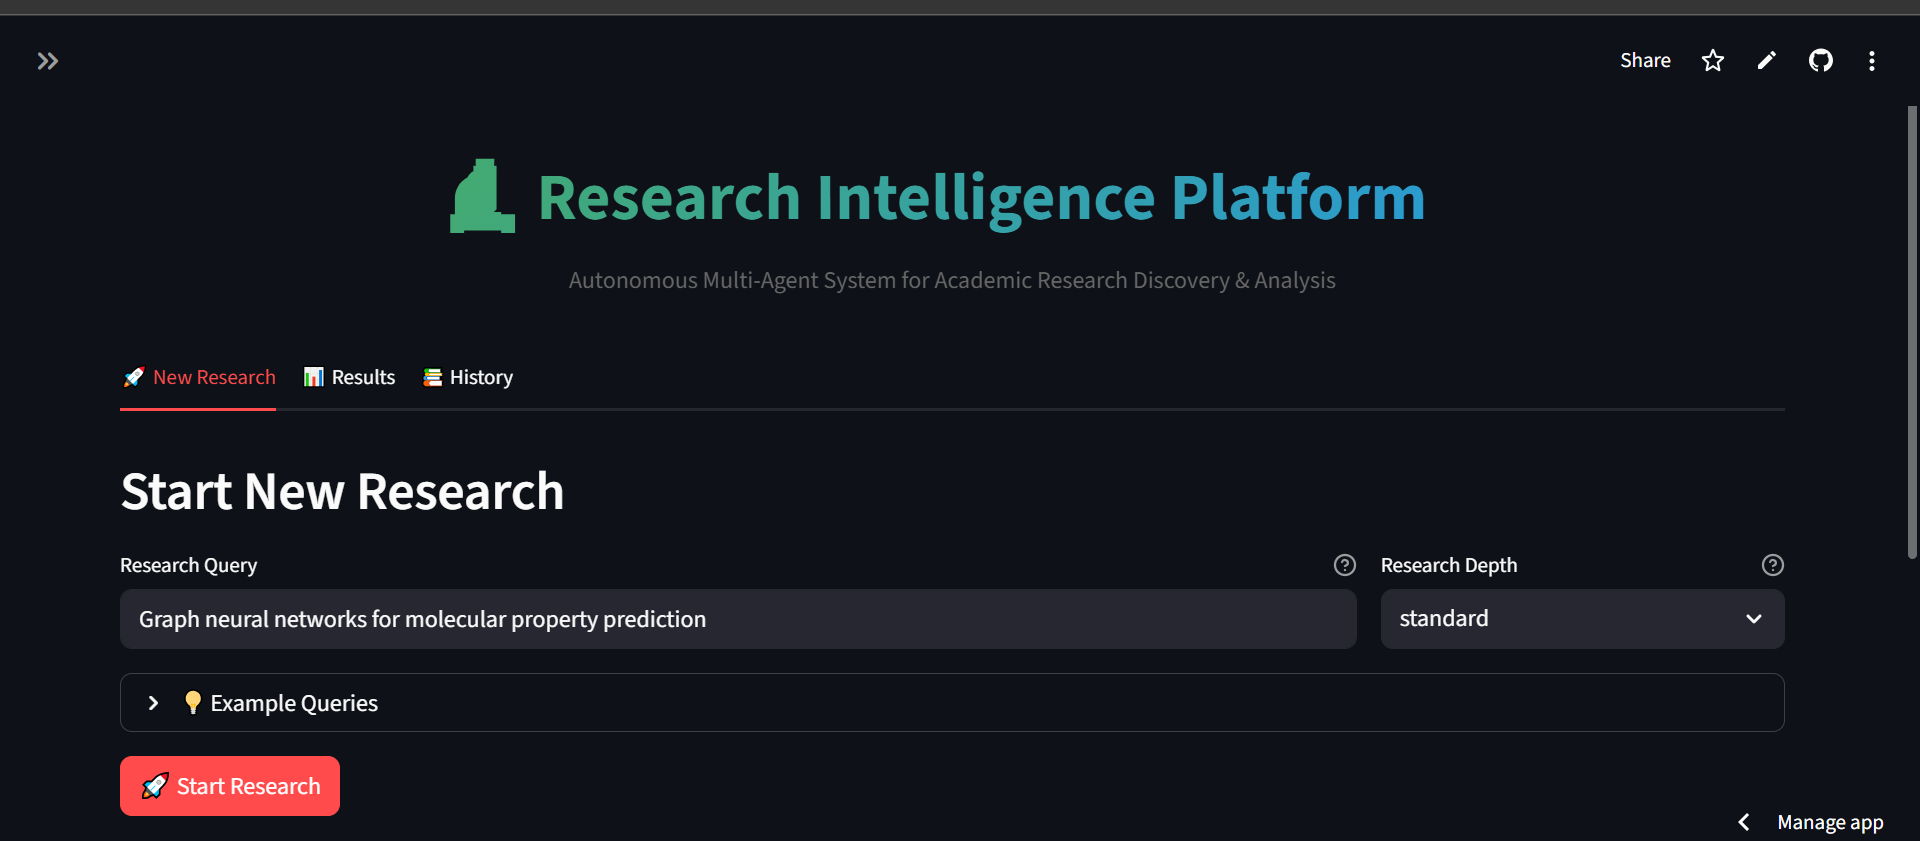 Share
Research Intelligence Platform
Autonomous Multi-Agent System for Academic Research Discovery & Analysis
New Research Results History
Start New Research
Research Query Research Depth
Graph neural networks for molecular property prediction standard
Example Queries
Start Research
Manage app